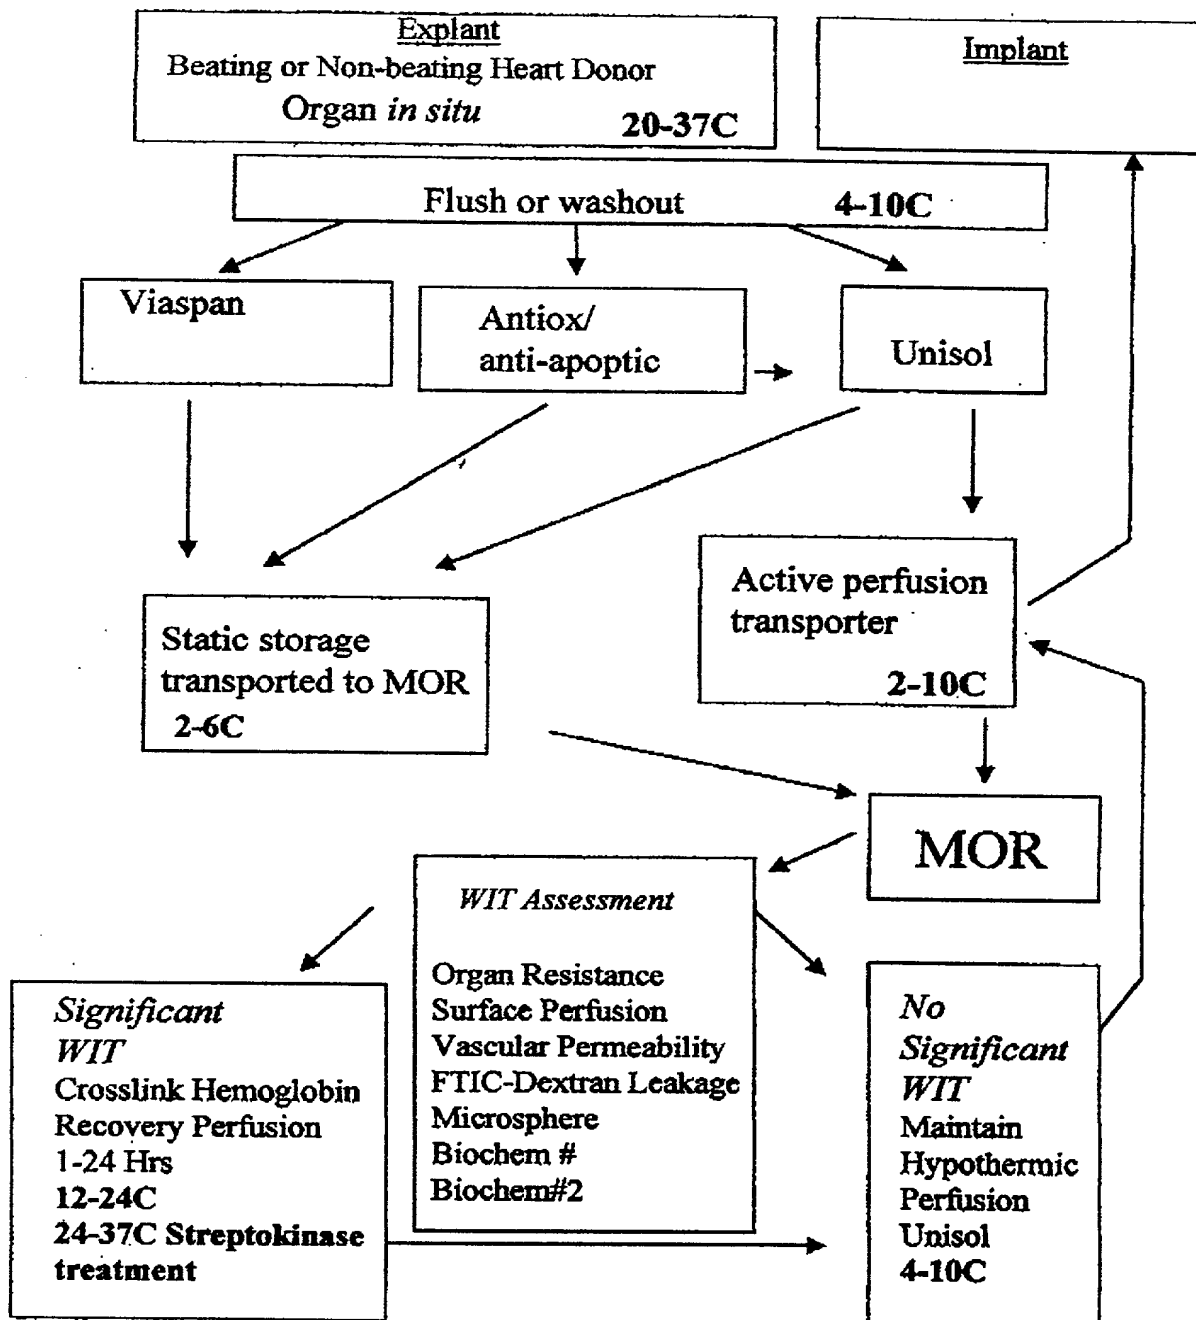 Explant
Beating or Non-beating Heart Donor
Organ in situ
20-37C
Implant
Flush or washout
4-10C
Viaspan
Antiox/
anti-apoptic
Unisol
Active perfusion
transporter
2-10C
Static storage
transported to MOR
2-6C
MOR
WIT Assessment
Organ Resistance
Surface Perfusion
Vascular Permeability
FTIC-Dextran Leakage
Microsphere
Biochem #
Biochem#2
Significant
WIT
Crosslink Hemoglobin
Recovery Perfusion
1-24 Hrs
12-24C
24-37C Streptokinase
treatment
No
Significant
WIT
Maintain
Hypothermic
Perfusion
Unisol
4-10C